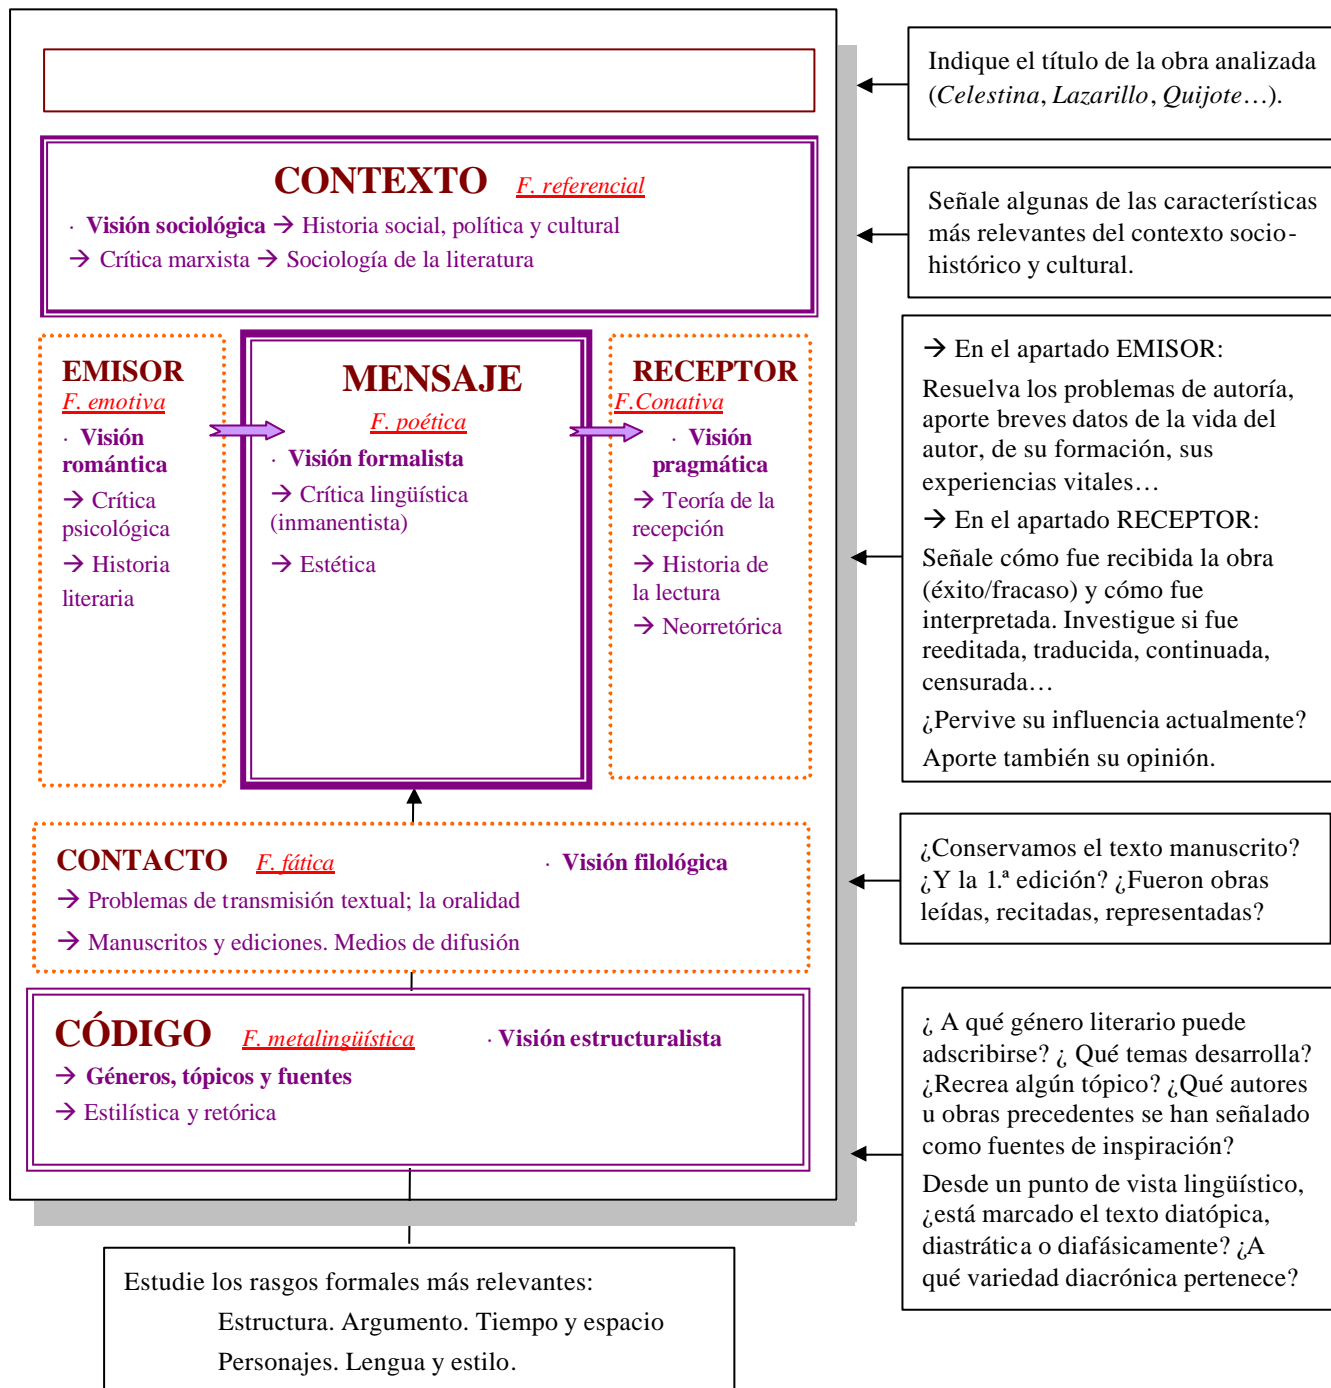 Indique el título de la obra analizada
(Celestina, Lazarillo, Quijote…).
CONTEXTO F. referencial
· Visión sociológica → Historia social, política y cultural
→ Crítica marxista → Sociología de la literatura
Señale algunas de las características
más relevantes del contexto socio-
histórico y cultural.
EMISOR
F. emotiva
· Visión
romántica
→ Crítica
psicológica
→ Historia
literaria
MENSAJE
F. poética
· Visión formalista
→ Crítica lingüística
(inmanentista)
→ Estética
RECEPTOR
F.Conativa
· Visión
pragmática
→ Teoría de la
recepción
→ Historia de
la lectura
→ Neorretórica
→ En el apartado EMISOR:
Resuelva los problemas de autoría,
aporte breves datos de la vida del
autor, de su formación, sus
experiencias vitales…
→ En el apartado RECEPTOR:
Señale cómo fue recibida la obra
(éxito/fracaso) y cómo fue
interpretada. Investigue si fue
reeditada, traducida, continuada,
censurada…
¿Pervive su influencia actualmente?
Aporte también su opinión.
CONTACTO F. fática · Visión filológica
→ Problemas de transmisión textual; la oralidad
→ Manuscritos y ediciones. Medios de difusión
¿Conservamos el texto manuscrito?
¿Y la 1.ª edición? ¿Fueron obras
leídas, recitadas, representadas?
CÓDIGO F. metalingüística · Visión estructuralista
→ Géneros, tópicos y fuentes
→ Estilística y retórica
¿ A qué género literario puede
adscribirse? ¿ Qué temas desarrolla?
¿Recrea algún tópico? ¿Qué autores
u obras precedentes se han señalado
como fuentes de inspiración?
Desde un punto de vista lingüístico,
¿está marcado el texto diatópica,
diastrática o diafásicamente? ¿A
qué variedad diacrónica pertenece?
Estudie los rasgos formales más relevantes:
Estructura. Argumento. Tiempo y espacio
Personajes. Lengua y estilo.